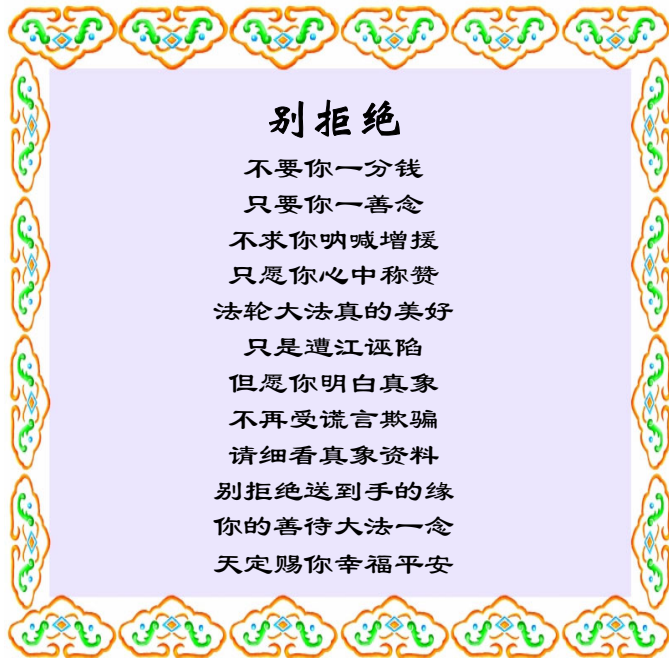 别拒绝
不要你一分钱
只要你一善念
不求你呐喊增援
只愿你心中称赞
法轮大法真的美好
只是遭江诬陷
但愿你明白真象
不再受谎言欺骗
请细看真象资料
别拒绝送到手的缘
你的善待大法一念
天定赐你幸福平安